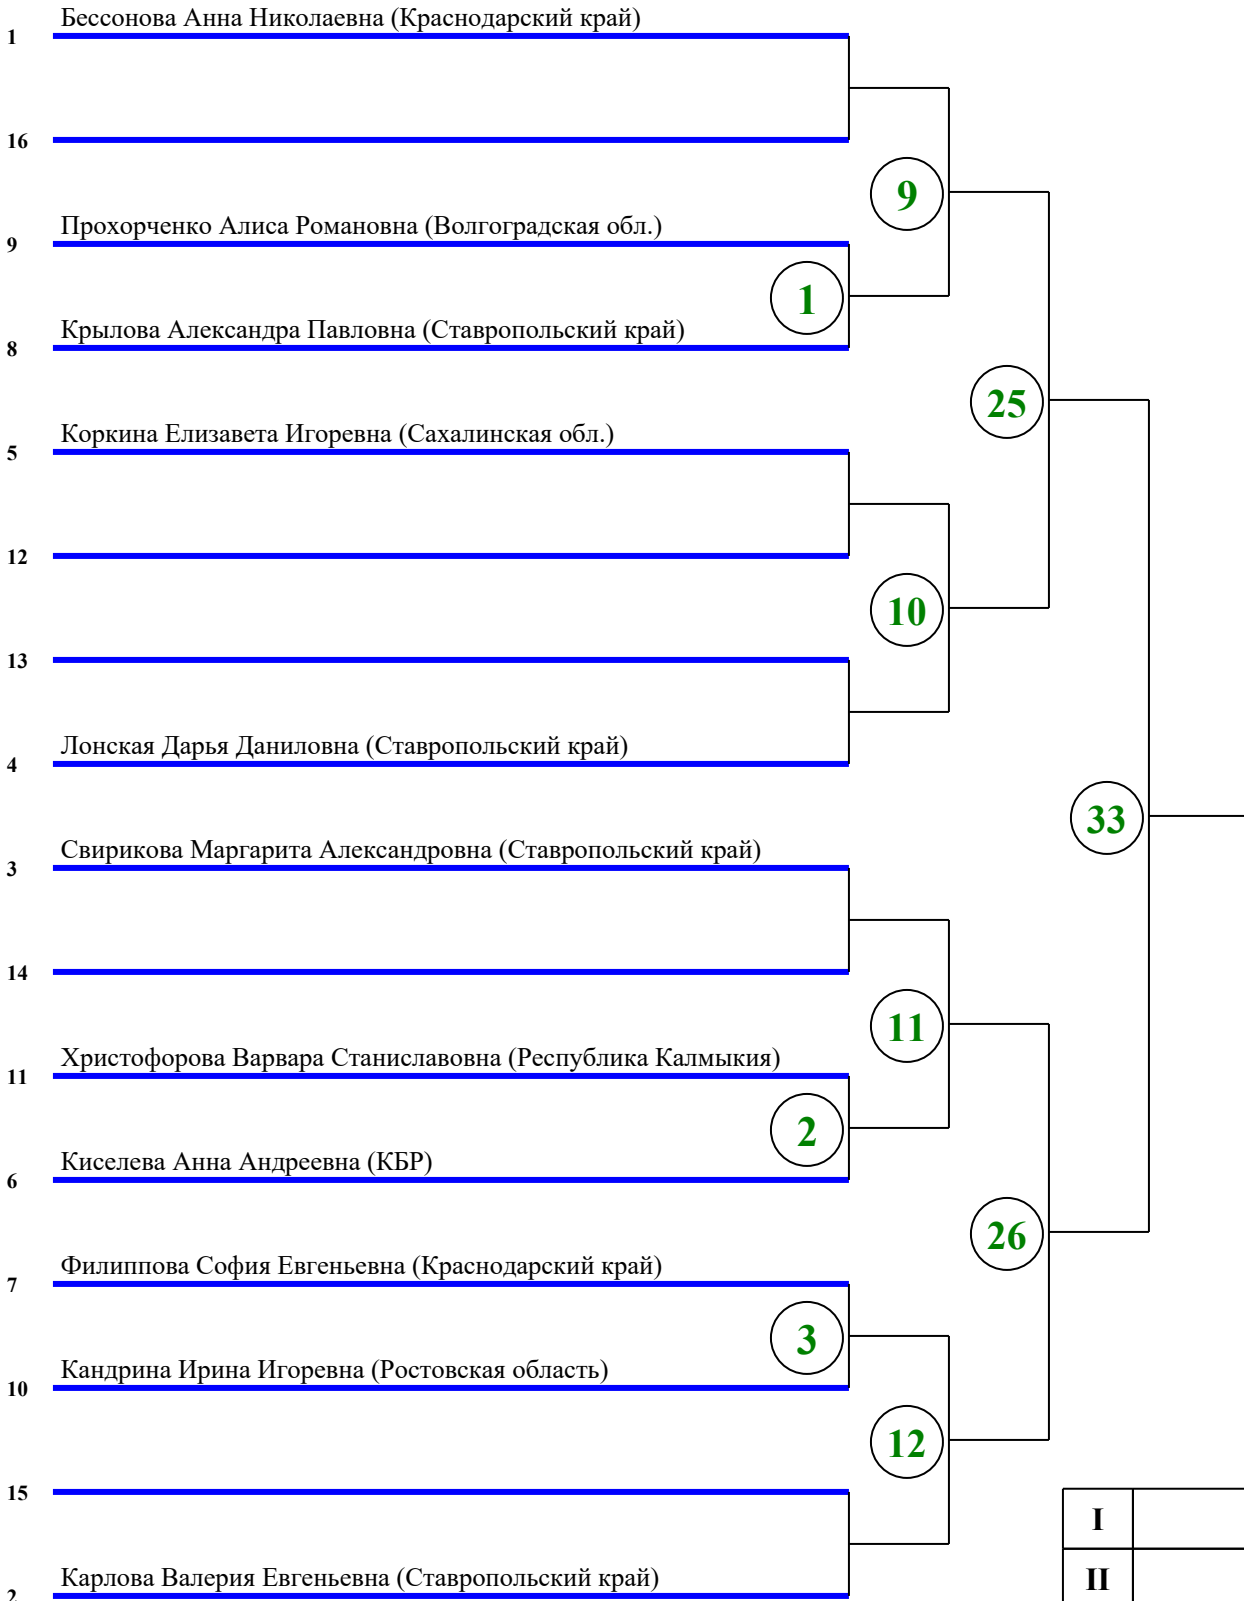 Бессонова Анна Николаевна (Краснодарский край)
1
16
9
Прохорченко Алиса Романовна (Волгоградская обл.)
9
1
Крылова Александра Павловна (Ставропольский край)
8
25
Коркина Елизавета Игоревна (Сахалинская обл.)
5
12
10
13
Лонская Дарья Даниловна (Ставропольский край)
4
33
Свирикова Маргарита Александровна (Ставропольский край)
3
14
11
Христофорова Варвара Станиславовна (Республика Калмыкия)
11
2
Киселева Анна Андреевна (КБР)
6
26
Филиппова София Евгеньевна (Краснодарский край)
7
3
Кандрина Ирина Игоревна (Ростовская область)
10
12
15
I
Карлова Валерия Евгеньевна (Ставропольский край)
II
2